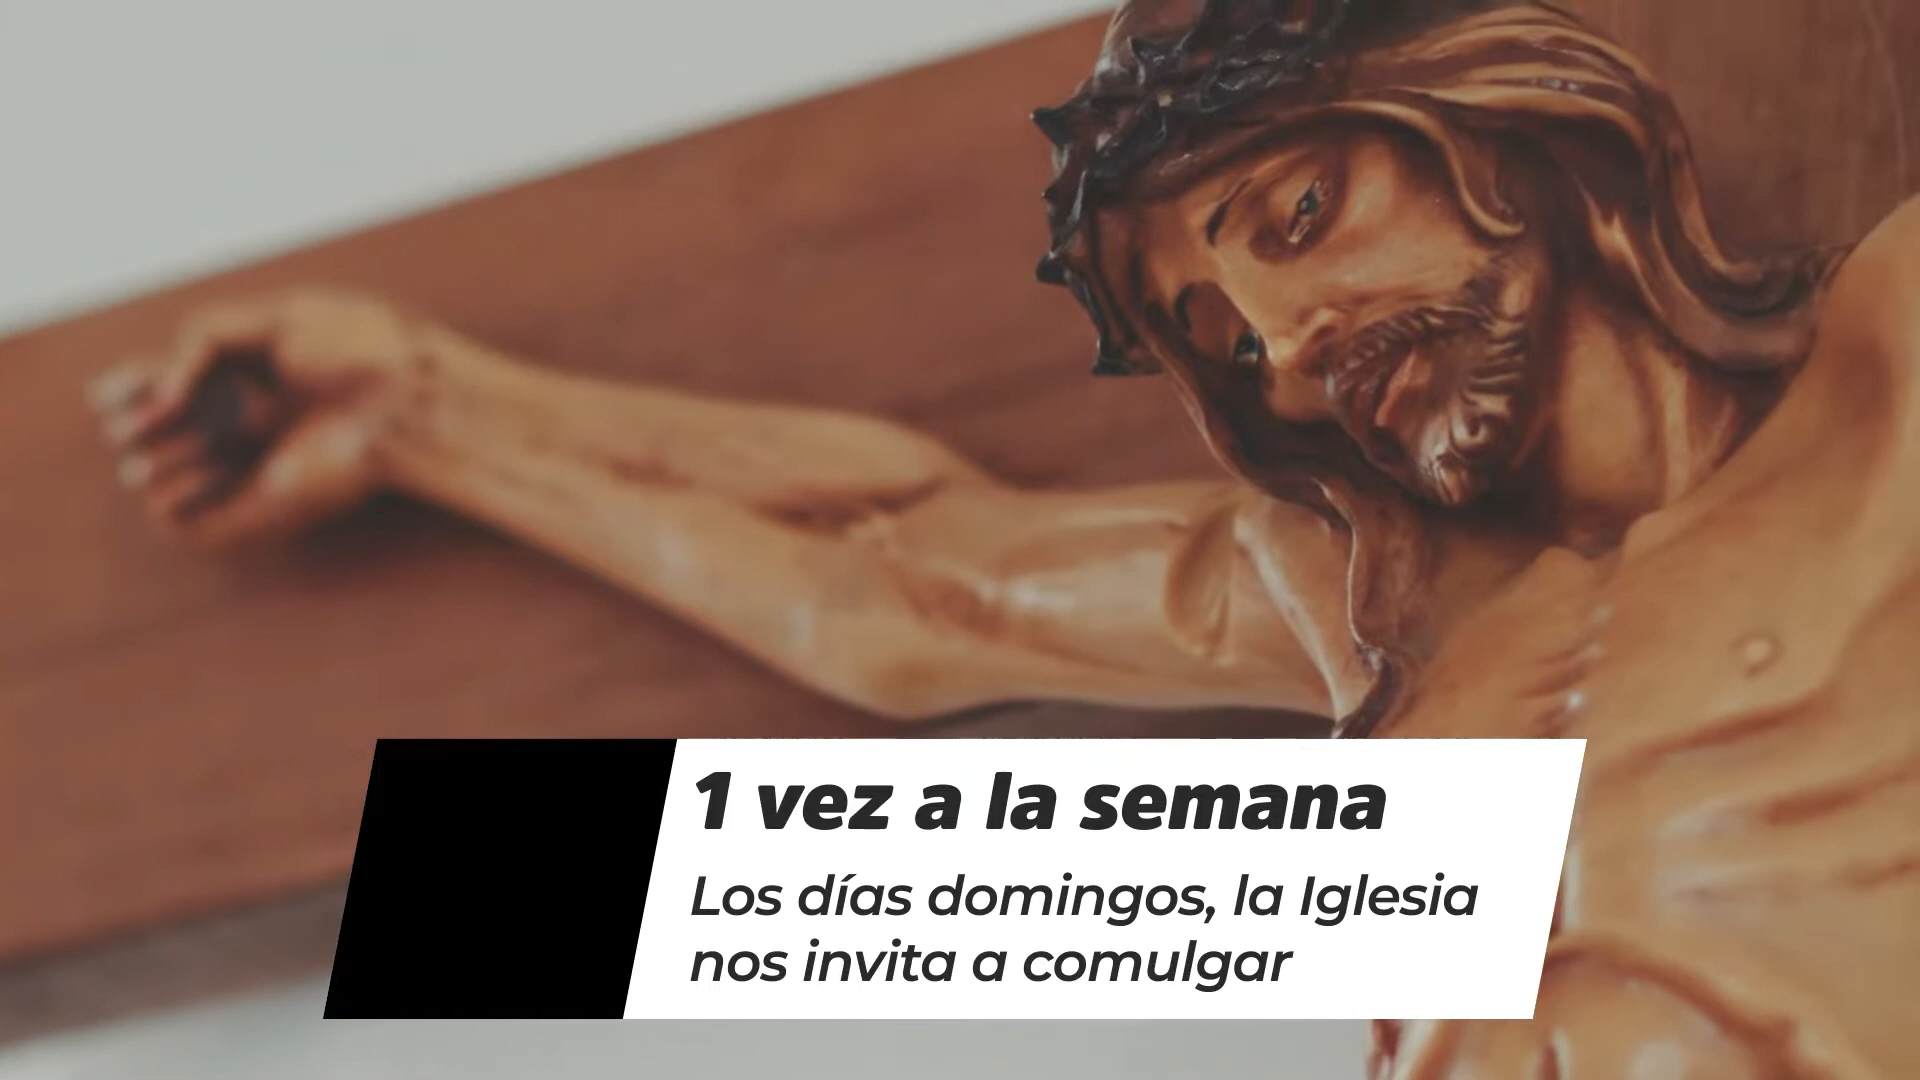 1 vez a la semana
Los días domingos, la Iglesia
nos invita a comulgar